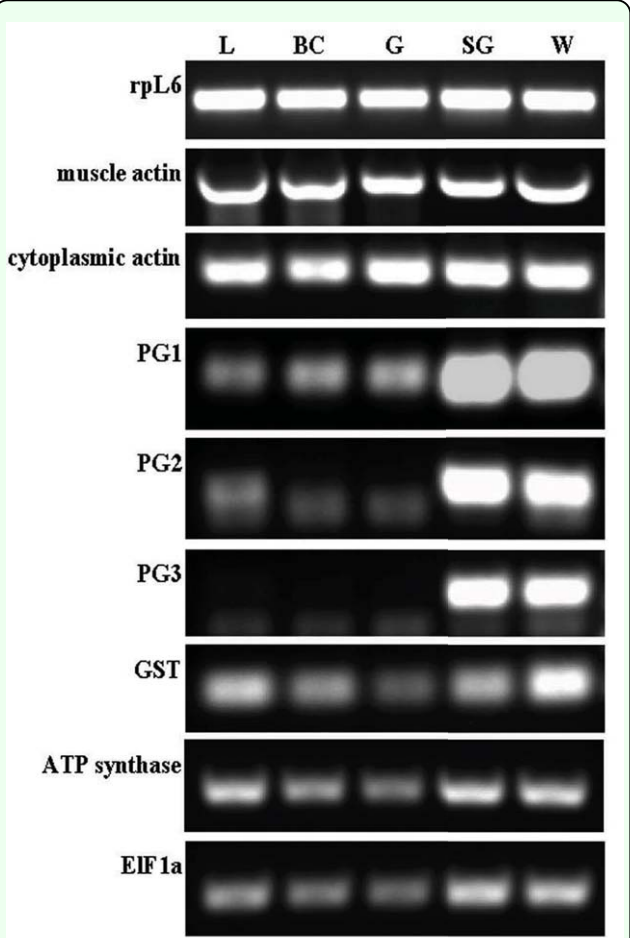 L BC G SG W
rpL6
muscle actin
cytoplasmic actin
PG1
PG2
PG3
GST
ATP synthase
EIF1a